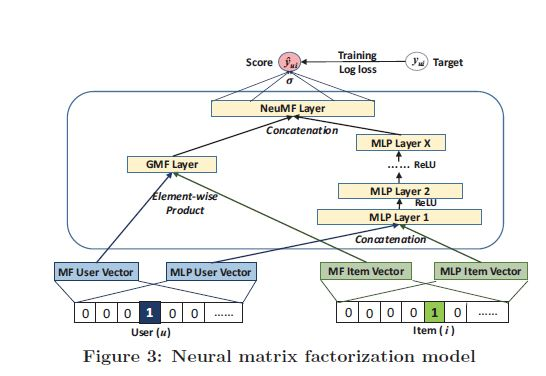 Score ŷui Training yui Target
Log loss
σ
NeuMF Layer
Concatenation
MLP Layer X
GMF Layer
...... ReLU
Element-wise
Product
MLP Layer 2
ReLU
MLP Layer 1
Concatenation
MF User Vector MLP User Vector MF Item Vector MLP Item Vector
0 0 0 1 0 0 ......
0 0 0 0 1 0 ......
User (u) Item ( i )
Figure 3: Neural matrix factorization model